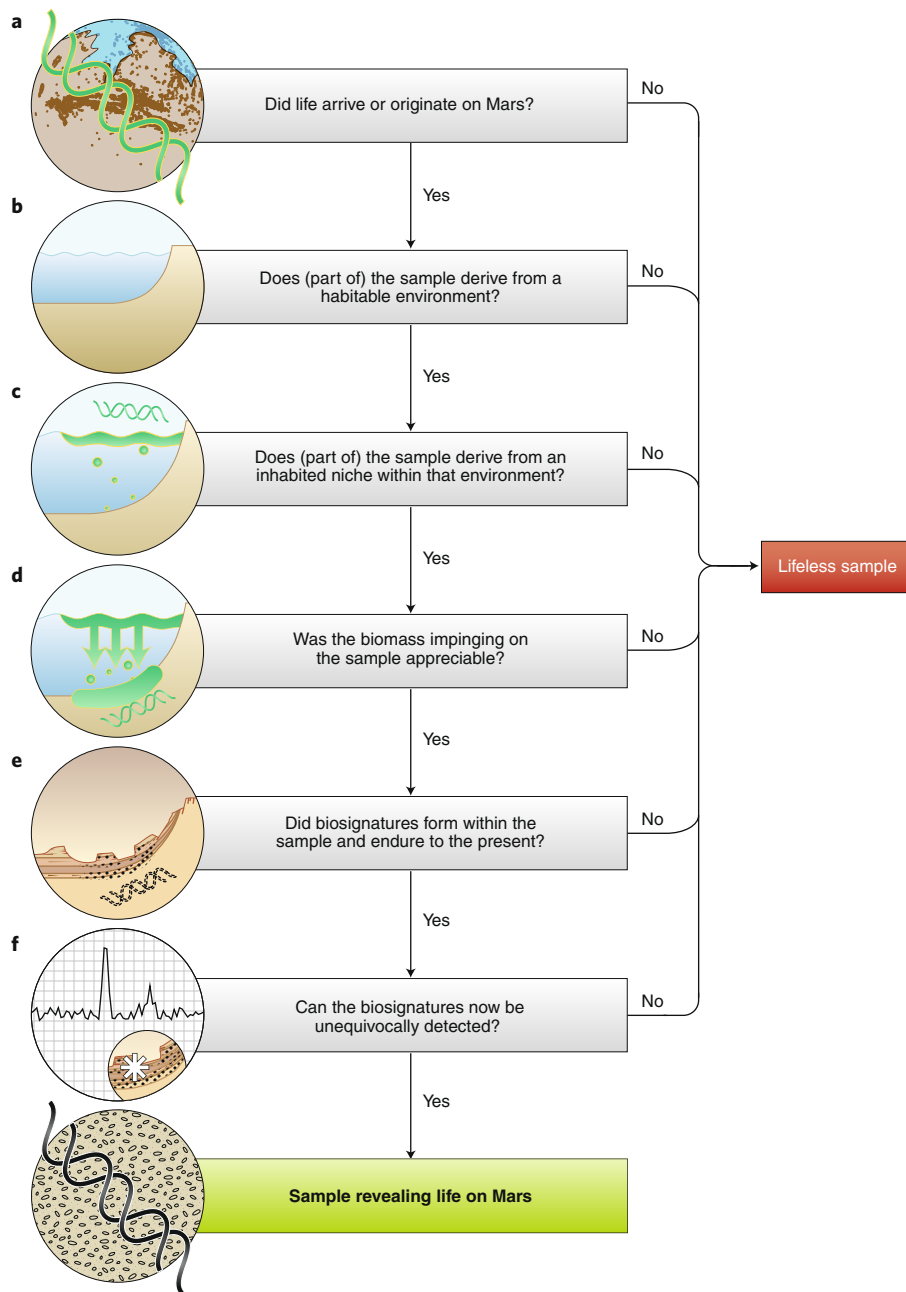 a
Did life arrive or originate on Mars?
No
Yes
b
Does (part of) the sample derive from a
habitable environment?
No
Yes
c
Does (part of) the sample derive from an
inhabited niche within that environment?
No
Yes
Lifeless sample
d
Was the biomass impinging on
the sample appreciable?
No
Yes
e
Did biosignatures form within the
sample and endure to the present?
No
Yes
f
Can the biosignatures now be
unequivocally detected?
No
Yes
Sample revealing life on Mars